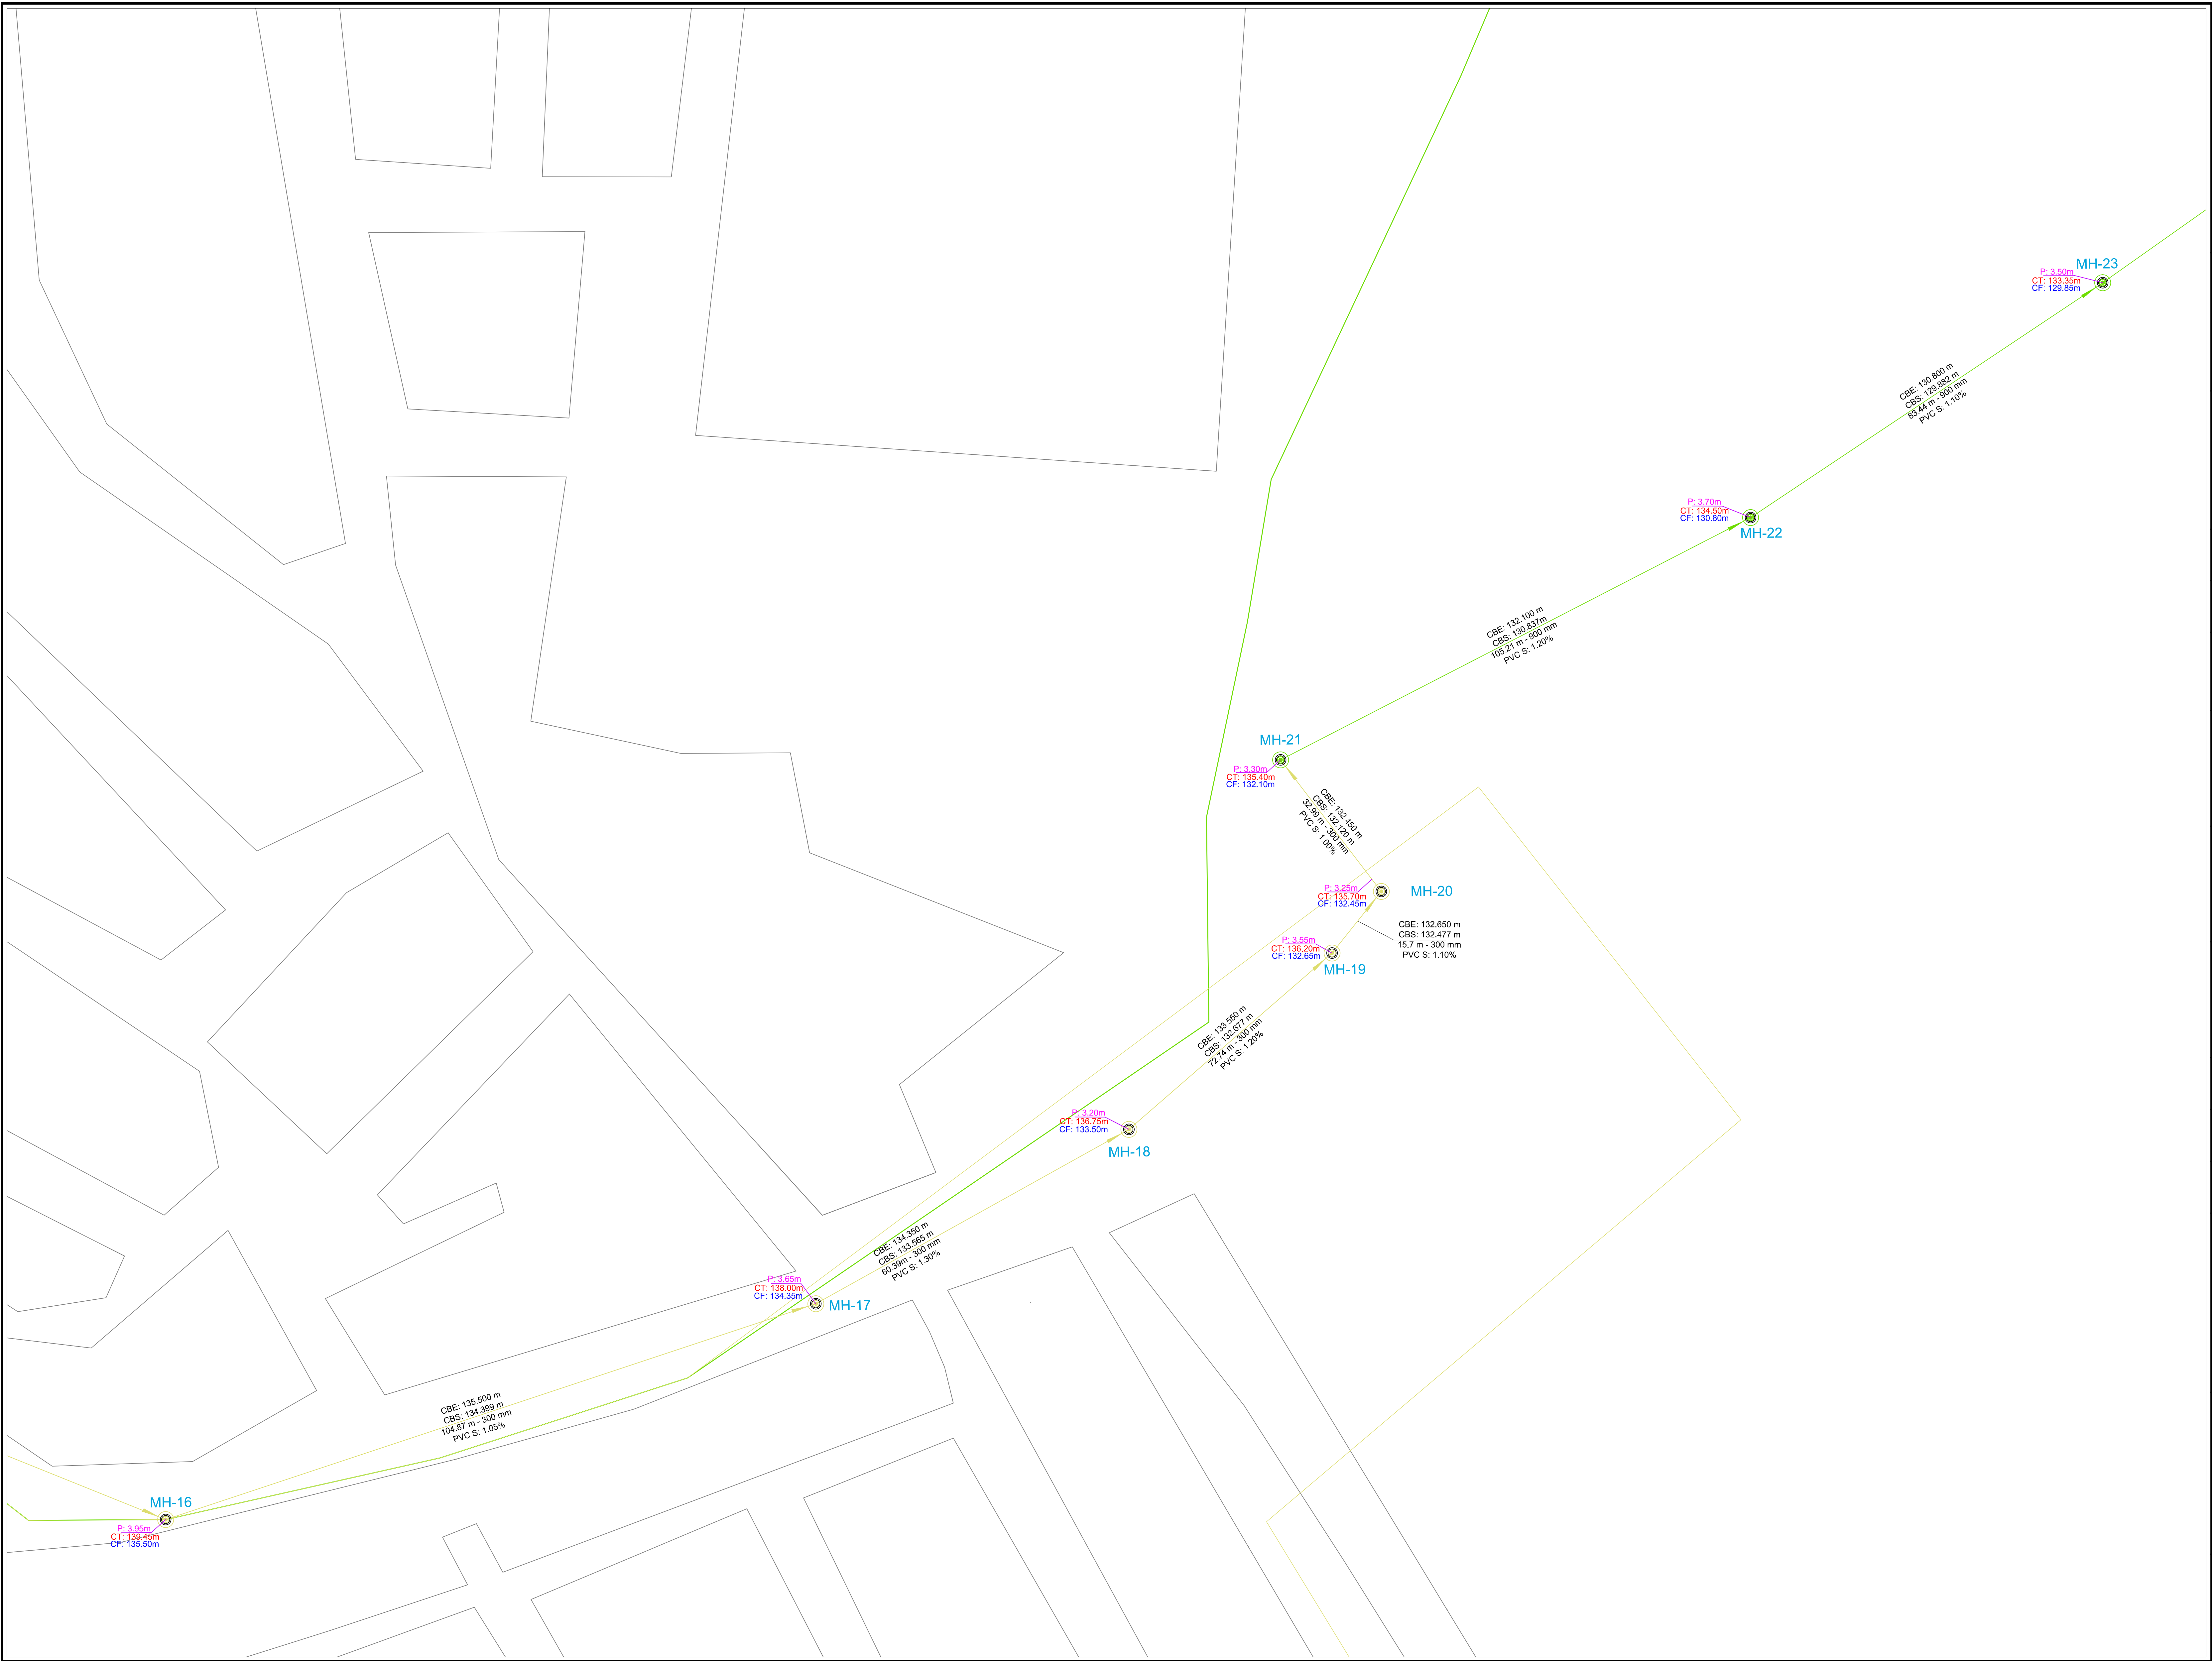 MH-23
P: 3.50m
CT: 133.35m
CF: 129.85m
CBE: 130.800 m
CBS: 129.882 m
83.44 m - 900 mm
PVC S: 1.10%
P: 3.70m
CT: 134.50m
CF: 130.80m
MH-22
CBE: 132.100 m
CBS: 130.837m
105.21 m - 900 mm
PVC S: 1.20%
MH-21
P: 3.30m
CT: 135.40m
CF: 132.10m
CBE: 132.450 m
CBS: 132.120 m
32.99 m - 300 mm
PVC S: 1.00%
P: 3.25m
CT: 135.70m
CF: 132.45m
MH-20
CBE: 132.650 m
CBS: 132.477 m
15,7 m - 300 mm
PVC S: 1.10%
P: 3.55m
CT: 136.20m
CF: 132.65m
MH-19
CBE: 133.550 m
CBS: 132.677 m
72.74 m - 300 mm
PVC S: 1.20%
P: 3.20m
CT: 136.75m
CF: 133.50m
MH-18
CBE: 134.350 m
CBS: 133.565 m
60.39m - 300 mm
PVC S: 1.30%
P: 3.65m
CT: 138.00m
CF: 134.35m
MH-17
CBE: 135.500 m
CBS: 134.399 m
104.87 m - 300 mm
PVC S: 1.05%
MH-16
P: 3.95m
CT: 139.45m
CF: 135.50m